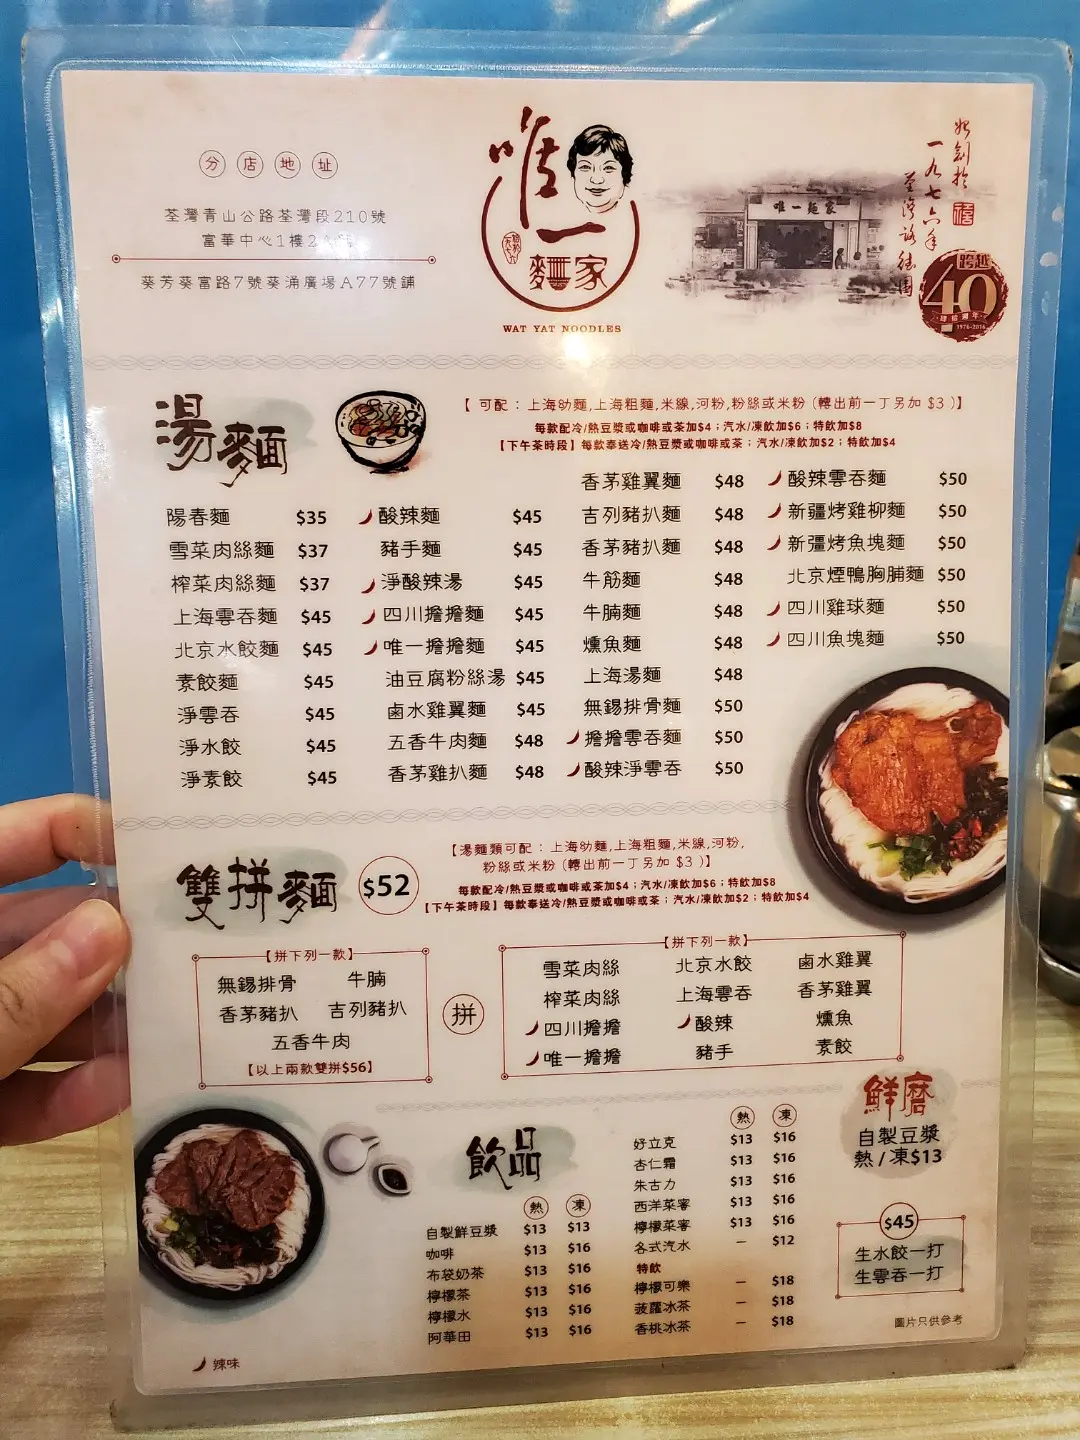 分店地址
荃灣青山公路荃灣段210號
富華中心1樓2A
葵芳葵富路7號葵涌廣場A77號鋪
唯一
麵家
WAT YAT NOODLES
唯一麵家
始創於
一九七六年
荃灣路德圍
跨越
40
1976-2016
湯麵
【 可配 : 上海幼麵,上海粗麵,米線,河粉,粉絲或米粉 (轉出前一丁另加 $3 )】
每款配冷/熱豆漿或咖啡或茶加$4；汽水/凍飲加$6；特飲加$8
【下午茶時段】每款奉送冷/熱豆漿或咖啡或茶；汽水/凍飲加$2；特飲加$4
陽春麵 $35
雪菜肉絲麵 $37
榨菜肉絲麵 $37
上海雲吞麵 $45
北京水餃麵 $45
素餃麵 $45
淨雲吞 $45
淨水餃 $45
淨素餃 $45
酸辣麵 $45
豬手麵 $45
淨酸辣湯 $45
四川擔擔麵 $45
唯一擔擔麵 $45
油豆腐粉絲湯 $45
鹵水雞翼麵 $45
五香牛肉麵 $48
香茅雞扒麵 $48
香茅雞翼麵 $48
吉列豬扒麵 $48
香茅豬扒麵 $48
牛筋麵 $48
牛腩麵 $48
燻魚麵 $48
上海湯麵 $48
無錫排骨麵 $50
擔擔雲吞麵 $50
酸辣淨雲吞 $50
酸辣雲吞麵 $50
新疆烤雞柳麵 $50
新疆烤魚塊麵 $50
北京煙鴨胸脯麵 $50
四川雞球麵 $50
四川魚塊麵 $50
雙拼麵 $52
【湯麵類可配 : 上海幼麵,上海粗麵,米線,河粉,
粉絲或米粉 (轉出前一丁另加 $3 )】
每款配冷/熱豆漿或咖啡或茶加$4；汽水/凍飲加$6；特飲加$8
【下午茶時段】每款奉送冷/熱豆漿或咖啡或茶；汽水/凍飲加$2；特飲加$4
【拼下列一款】
無錫排骨 牛腩
香茅豬扒 吉列豬扒
五香牛肉
【以上兩款雙拼$56】
拼
【拼下列一款】
雪菜肉絲 北京水餃 鹵水雞翼
榨菜肉絲 上海雲吞 香茅雞翼
四川擔擔 酸辣 燻魚
唯一擔擔 豬手 素餃
飲品
熱 凍
自製鮮豆漿 $13 $13
咖啡 $13 $16
布袋奶茶 $13 $16
檸檬茶 $13 $16
檸檬水 $13 $16
阿華田 $13 $16
熱 凍
好立克 $13 $16
杏仁霜 $13 $16
朱古力 $13 $16
西洋菜蜜 $13 $16
檸檬菜蜜 $13 $16
各式汽水 – $12
特飲
檸檬可樂 – $18
菠蘿冰茶 – $18
香桃冰茶 – $18
鮮磨
自製豆漿
熱 / 凍$13
$45
生水餃一打
生雲吞一打
圖片只供參考
辣味